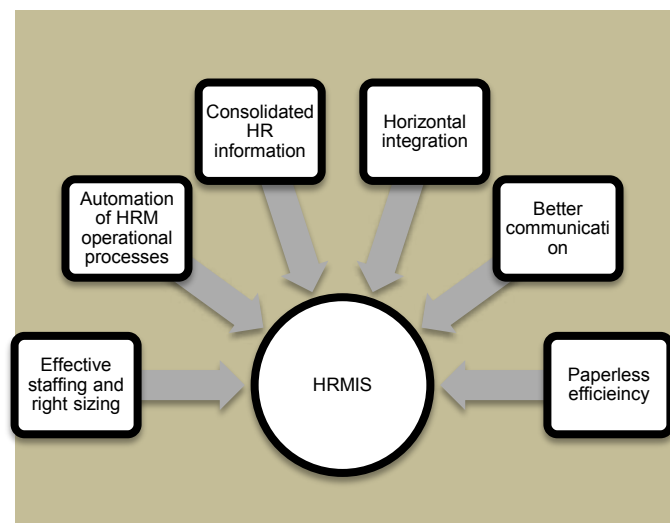 Consolidated
HR
information
Horizontal
integration
Automation
of HRM
operational
processes
Better
communicati
on
Effective
staffing and
right sizing
HRMIS
Paperless
efficieincy